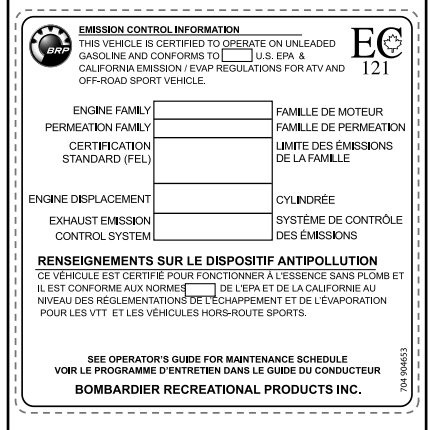 EMISSION CONTROL INFORMATION
THIS VEHICLE IS CERTIFIED TO OPERATE ON UNLEADED
GASOLINE AND CONFORMS TO U.S. EPA &
CALIFORNIA EMISSION / EVAP REGULATIONS FOR ATV AND
OFF-ROAD SPORT VEHICLE.
BRP
EC
121
ENGINE FAMILY FAMILLE DE MOTEUR
PERMEATION FAMILY FAMILLE DE PERMEATION
CERTIFICATION LIMITE DES ÉMISSIONS
STANDARD (FEL) DE LA FAMILLE
ENGINE DISPLACEMENT CYLINDRÉE
EXHAUST EMISSION SYSTÈME DE CONTRÔLE
CONTROL SYSTEM DES ÉMISSIONS
RENSEIGNEMENTS SUR LE DISPOSITIF ANTIPOLLUTION
CE VÉHICULE EST CERTIFIÉ POUR FONCTIONNER À L'ESSENCE SANS PLOMB ET
IL EST CONFORME AUX NORMES DE L'EPA ET DE LA CALIFORNIE AU
NIVEAU DES RÉGLEMENTATIONS DE L'ÉCHAPPEMENT ET DE L'ÉVAPORATION
POUR LES VTT ET LES VÉHICULES HORS-ROUTE SPORTS.
SEE OPERATOR'S GUIDE FOR MAINTENANCE SCHEDULE
VOIR LE PROGRAMME D'ENTRETIEN DANS LE GUIDE DU CONDUCTEUR
BOMBARDIER RECREATIONAL PRODUCTS INC.
704 904653